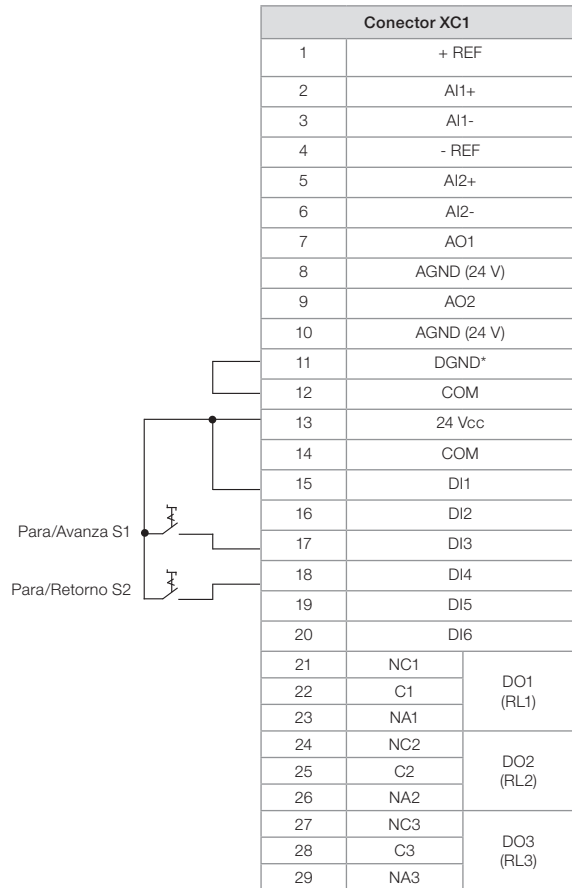 Conector XC1
1 + REF
2 AI1+
3 AI1-
4 - REF
5 AI2+
6 AI2-
7 AO1
8 AGND (24 V)
9 AO2
10 AGND (24 V)
11 DGND*
12 COM
13 24 Vcc
14 COM
15 DI1
16 DI2
Para/Avanza S1
17 DI3
18 DI4
Para/Retorno S2
19 DI5
20 DI6
21 NC1
22 C1
23 NA1
DO1
(RL1)
24 NC2
25 C2
26 NA2
DO2
(RL2)
27 NC3
28 C3
29 NA3
DO3
(RL3)